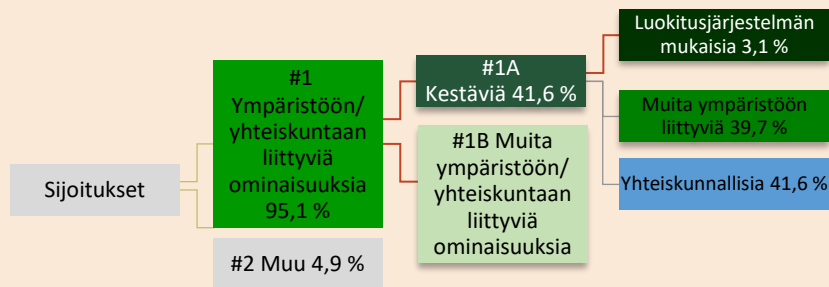 Sijoitukset
#1
Ympäristöön/
yhteiskuntaan
liittyviä
ominaisuuksia
95,1 %
#2 Muu 4,9 %
#1A
Kestäviä 41,6 %
#1B Muita
ympäristöön/
yhteiskuntaan
liittyviä
ominaisuuksia
Luokitusjärjestelmän
mukaisia 3,1 %
Muita ympäristöön
liittyviä 39,7 %
Yhteiskunnallisia 41,6 %